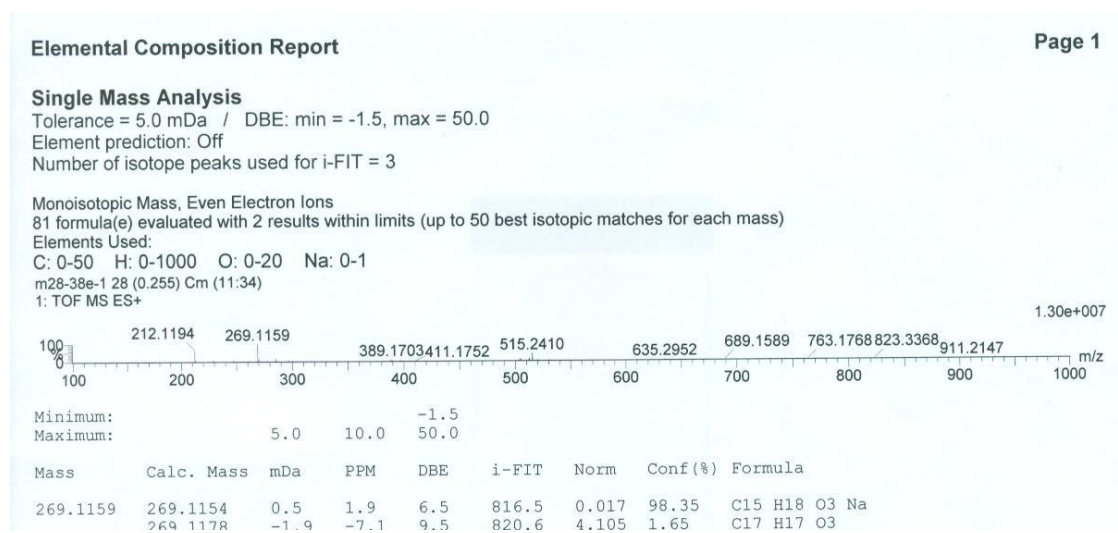 Elemental Composition Report Page 1
Single Mass Analysis
Tolerance = 5.0 mDa / DBE: min = -1.5, max = 50.0
Element prediction: Off
Number of isotope peaks used for i-FIT = 3
Monoisotopic Mass, Even Electron Ions
81 formula(e) evaluated with 2 results within limits (up to 50 best isotopic matches for each mass)
Elements Used:
C: 0-50 H: 0-1000 O: 0-20 Na: 0-1
m28-38e-1 28 (0.255) Cm (11:34)
1: TOF MS ES+
1.30e+007
212.1194 269.1159 389.1703 411.1752 515.2410 635.2952 689.1589 763.1768 823.3368 911.2147
100
%
0
m/z
100 200 300 400 500 600 700 800 900 1000
Minimum: -1.5
Maximum: 5.0 10.0 50.0
Mass Calc. Mass mDa PPM DBE i-FIT Norm Conf(%) Formula
269.1159 269.1154 0.5 1.9 6.5 816.5 0.017 98.35 C15 H18 O3 Na
269.1178 -1.9 -7.1 9.5 820.6 4.105 1.65 C17 H17 O3